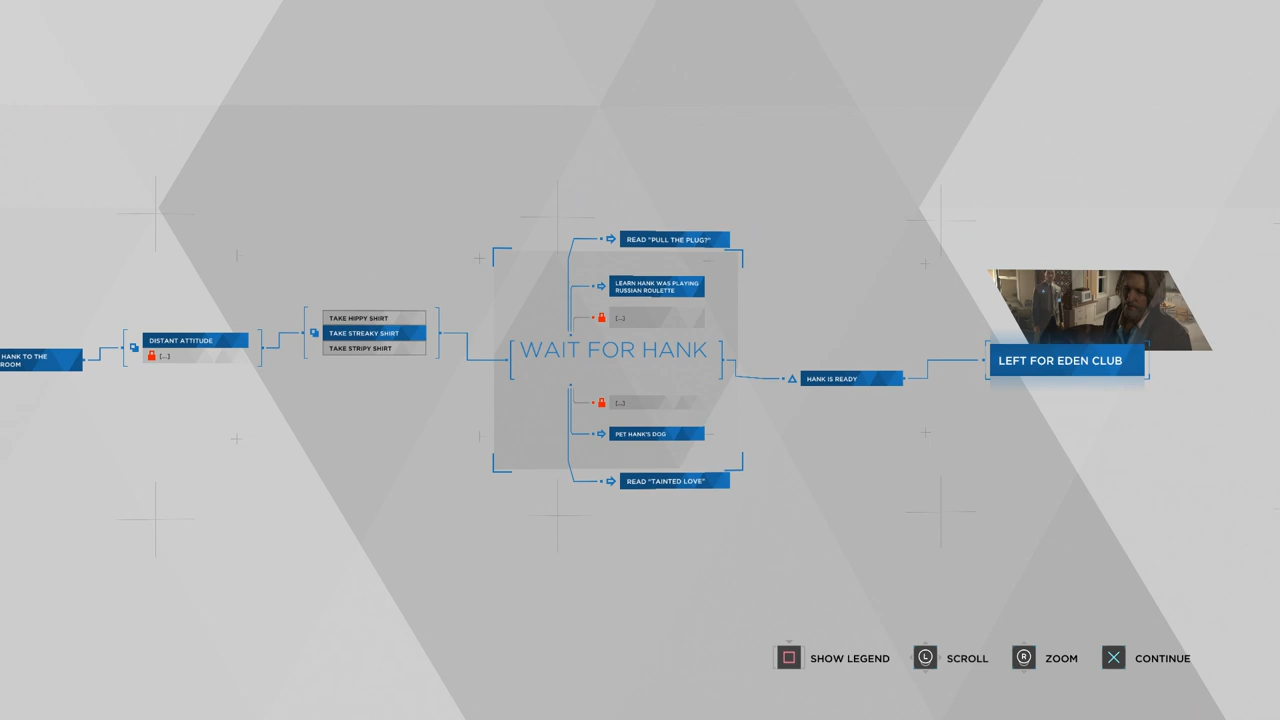 HANK TO THE
ROOM
DISTANT ATTITUDE
[...]
TAKE HIPPY SHIRT
TAKE STREAKY SHIRT
TAKE STRIPY SHIRT
READ "PULL THE PLUG?"
LEARN HANK WAS PLAYING
RUSSIAN ROULETTE
[...]
WAIT FOR HANK
[...]
PET HANK'S DOG
READ "TAINTED LOVE"
HANK IS READY
LEFT FOR EDEN CLUB
SHOW LEGEND
L
SCROLL
R
ZOOM
CONTINUE